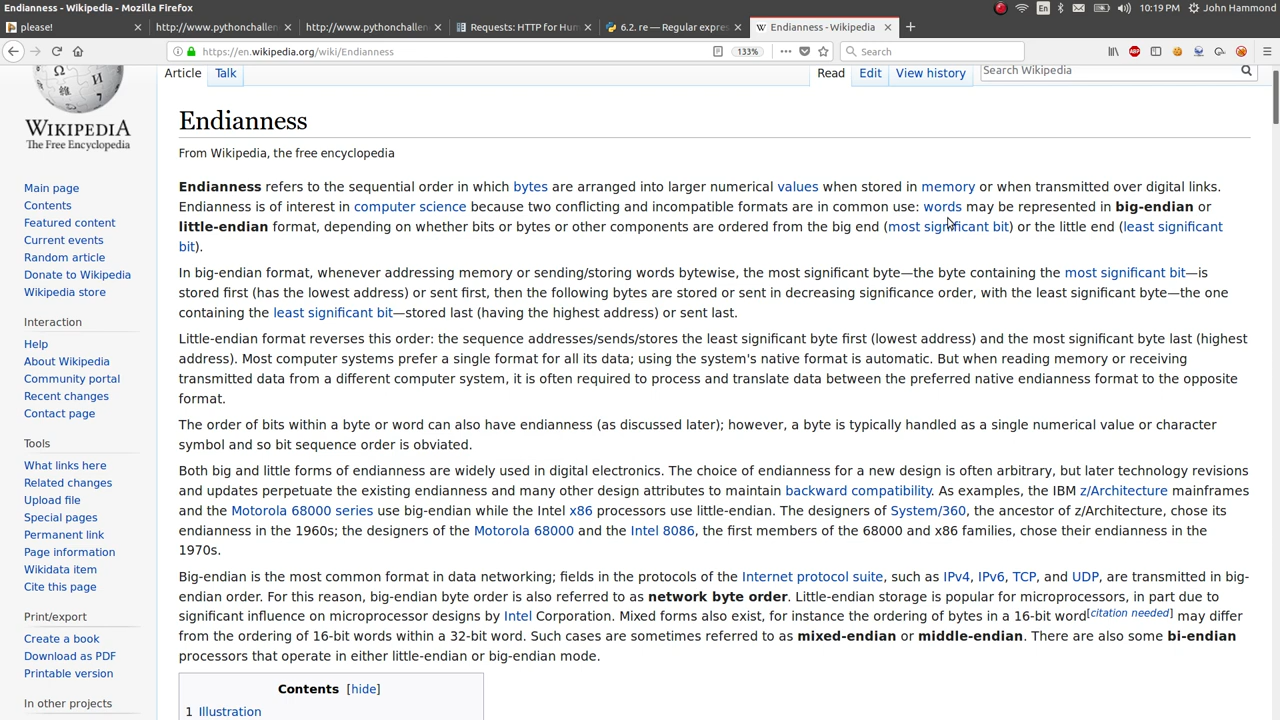 Endianness - Wikipedia - Mozilla Firefox
En
10:19 PM
John Hammond
please!
http://www.pythonchallen
http://www.pythonchallen
Requests: HTTP for Hum
6.2. re — Regular expres
Endianness - Wikipedia
https://en.wikipedia.org/wiki/Endianness
133%
Search
Article
Talk
Read
Edit
View history
Search Wikipedia
WIKIPEDIA
The Free Encyclopedia
Main page
Contents
Featured content
Current events
Random article
Donate to Wikipedia
Wikipedia store
Interaction
Help
About Wikipedia
Community portal
Recent changes
Contact page
Tools
What links here
Related changes
Upload file
Special pages
Permanent link
Page information
Wikidata item
Cite this page
Print/export
Create a book
Download as PDF
Printable version
In other projects
Endianness
From Wikipedia, the free encyclopedia
Endianness refers to the sequential order in which bytes are arranged into larger numerical values when stored in memory or when transmitted over digital links.
Endianness is of interest in computer science because two conflicting and incompatible formats are in common use: words may be represented in big-endian or
little-endian format, depending on whether bits or bytes or other components are ordered from the big end (most significant bit) or the little end (least significant
bit).
In big-endian format, whenever addressing memory or sending/storing words bytewise, the most significant byte—the byte containing the most significant bit—is
stored first (has the lowest address) or sent first, then the following bytes are stored or sent in decreasing significance order, with the least significant byte—the one
containing the least significant bit—stored last (having the highest address) or sent last.
Little-endian format reverses this order: the sequence addresses/sends/stores the least significant byte first (lowest address) and the most significant byte last (highest
address). Most computer systems prefer a single format for all its data; using the system's native format is automatic. But when reading memory or receiving
transmitted data from a different computer system, it is often required to process and translate data between the preferred native endianness format to the opposite
format.
The order of bits within a byte or word can also have endianness (as discussed later); however, a byte is typically handled as a single numerical value or character
symbol and so bit sequence order is obviated.
Both big and little forms of endianness are widely used in digital electronics. The choice of endianness for a new design is often arbitrary, but later technology revisions
and updates perpetuate the existing endianness and many other design attributes to maintain backward compatibility. As examples, the IBM z/Architecture mainframes
and the Motorola 68000 series use big-endian while the Intel x86 processors use little-endian. The designers of System/360, the ancestor of z/Architecture, chose its
endianness in the 1960s; the designers of the Motorola 68000 and the Intel 8086, the first members of the 68000 and x86 families, chose their endianness in the
1970s.
Big-endian is the most common format in data networking; fields in the protocols of the Internet protocol suite, such as IPv4, IPv6, TCP, and UDP, are transmitted in big-
endian order. For this reason, big-endian byte order is also referred to as network byte order. Little-endian storage is popular for microprocessors, in part due to
significant influence on microprocessor designs by Intel Corporation. Mixed forms also exist, for instance the ordering of bytes in a 16-bit word[citation needed] may differ
from the ordering of 16-bit words within a 32-bit word. Such cases are sometimes referred to as mixed-endian or middle-endian. There are also some bi-endian
processors that operate in either little-endian or big-endian mode.
Contents [hide]
1 Illustration